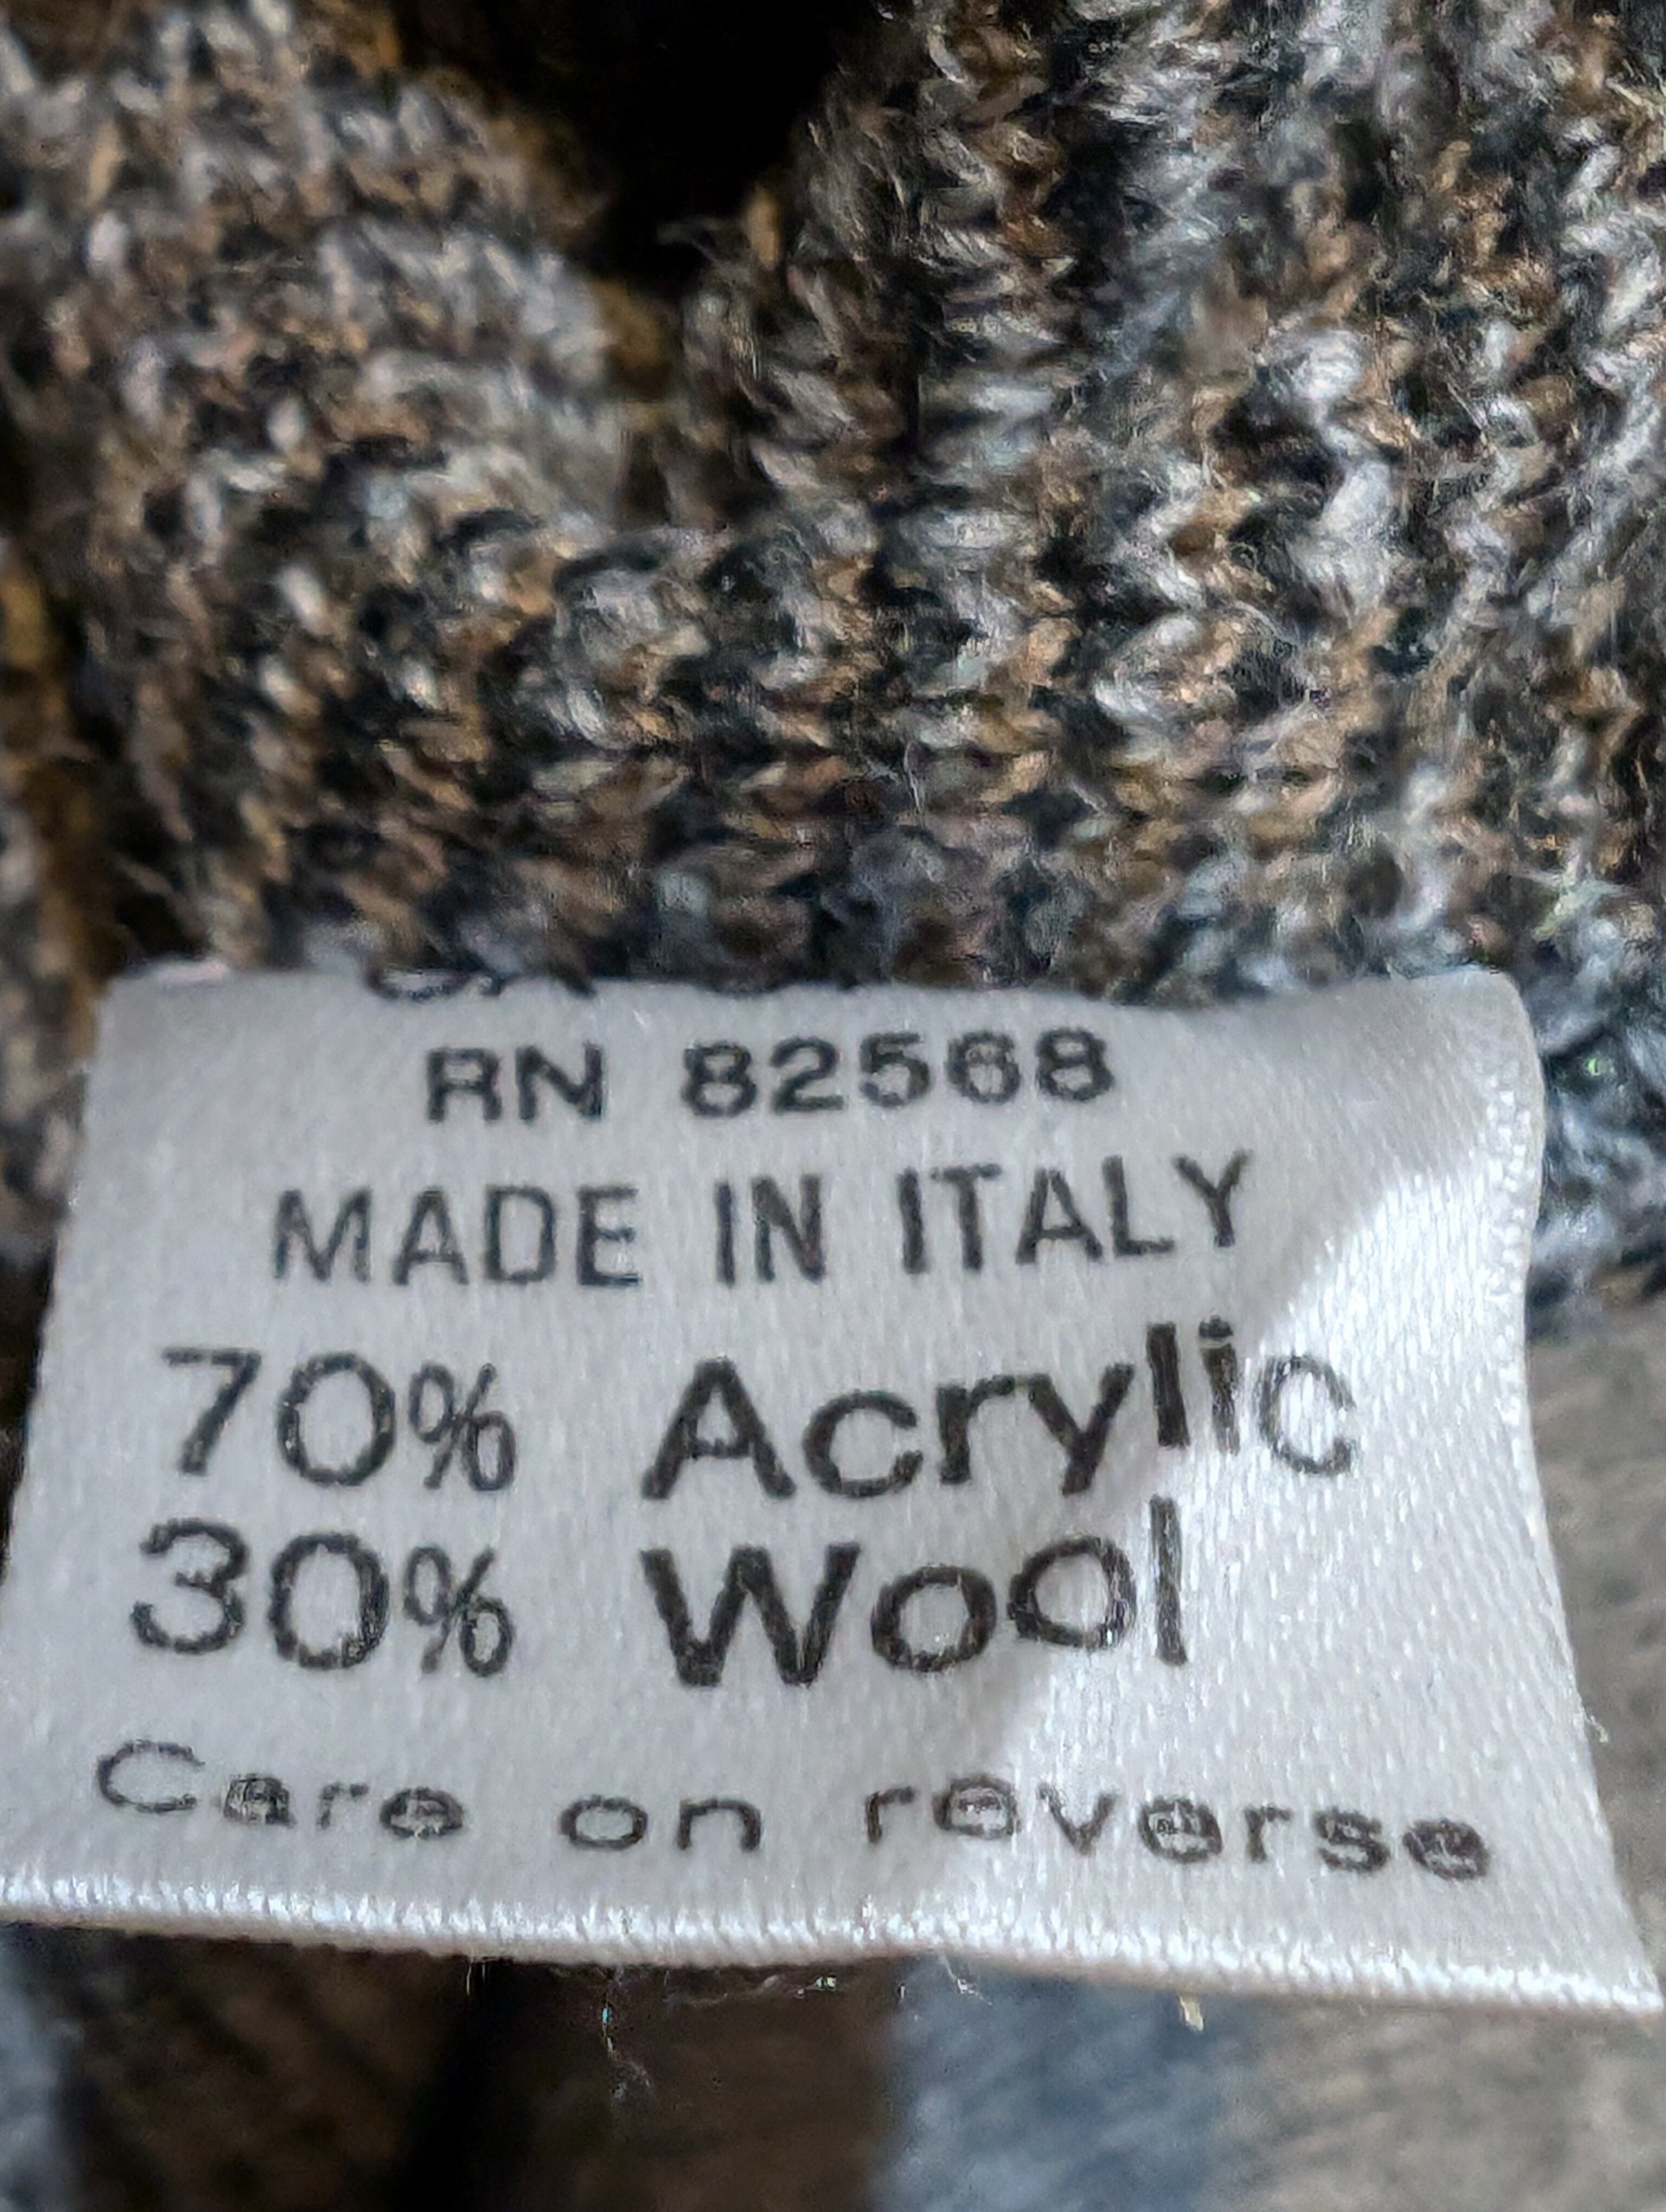 RN 82568
MADE IN ITALY
70% Acrylic
30% Wool
Care on reverse